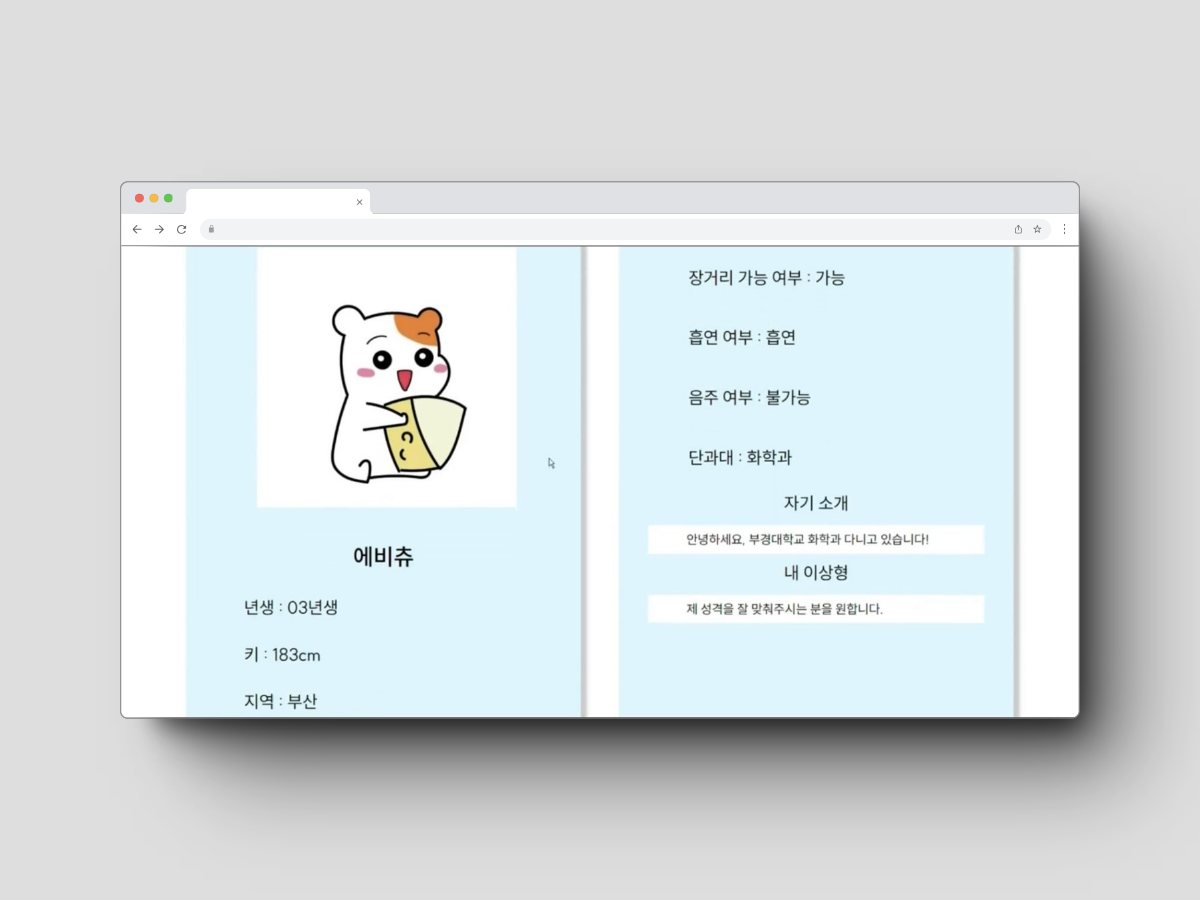 에비츄
년생 : 03년생
키 : 183cm
지역 : 부산
장거리 가능 여부 : 가능
흡연 여부 : 흡연
음주 여부 : 불가능
단과대 : 화학과
자기 소개
안녕하세요, 부경대학교 화학과 다니고 있습니다!
내 이상형
제 성격을 잘 맞춰주시는 분을 원합니다.